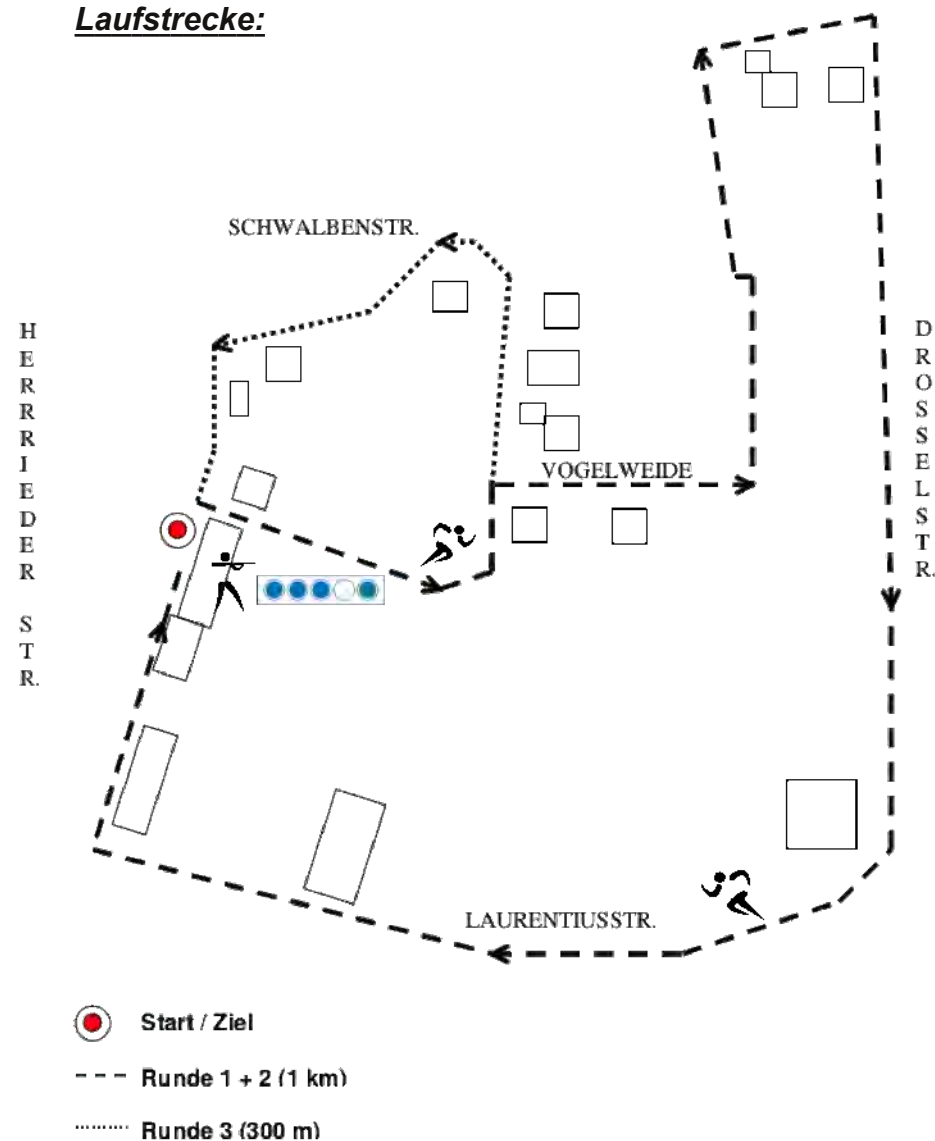 Laufstrecke:
SCHWALBENSTR.
HERRIEDER STR.
DROSSELSTR.
VOGELWEIDE
LAURENTIUSSTR.
Start / Ziel
Runde 1 + 2 (1 km)
Runde 3 (300 m)